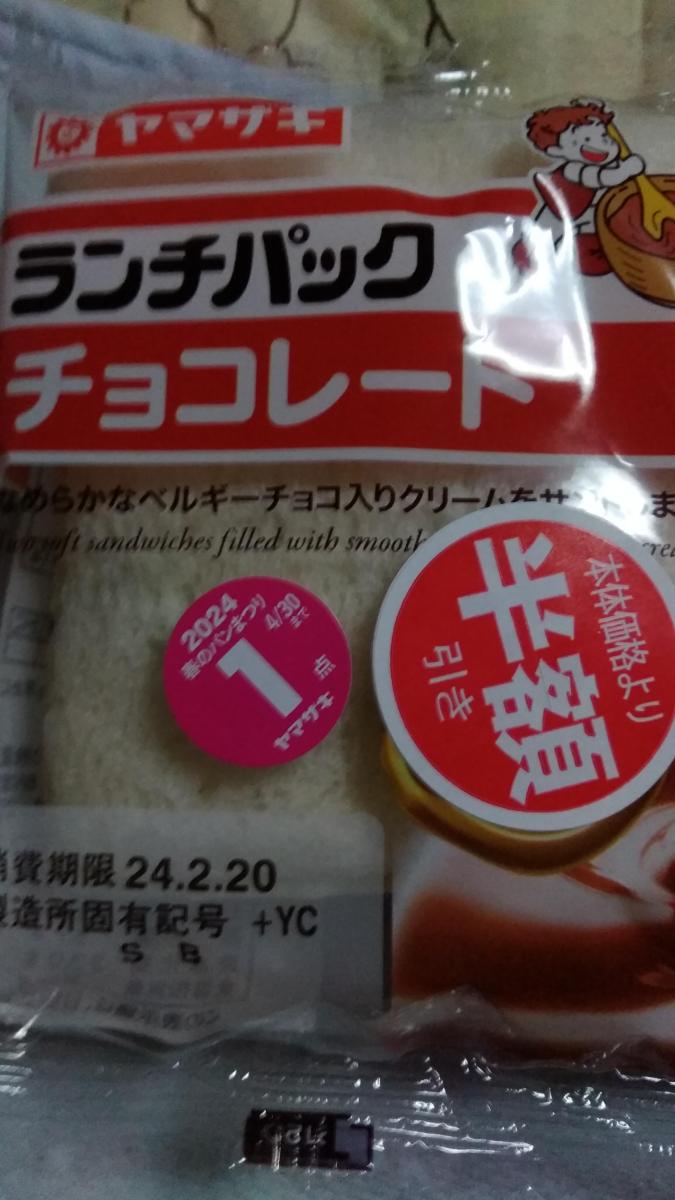 ヤマザキ
ランチパック
チョコレート
なめらかなベルギーチョコ入りクリームを
soft sandwiches filled with smooth
2024
春のパンまつり
4/30
まで
1
点
ヤマザキ
本体価格より
半額
引き
消費期限 24.2.20
製造所固有記号 +YC
S B